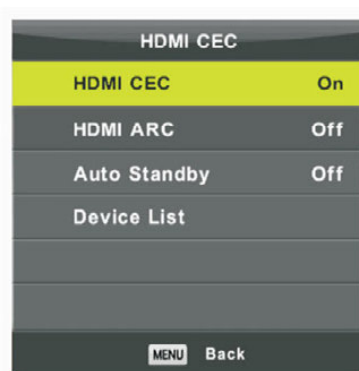 HDMI CEC
HDMI CEC On
HDMI ARC Off
Auto Standby Off
Device List
MENU Back